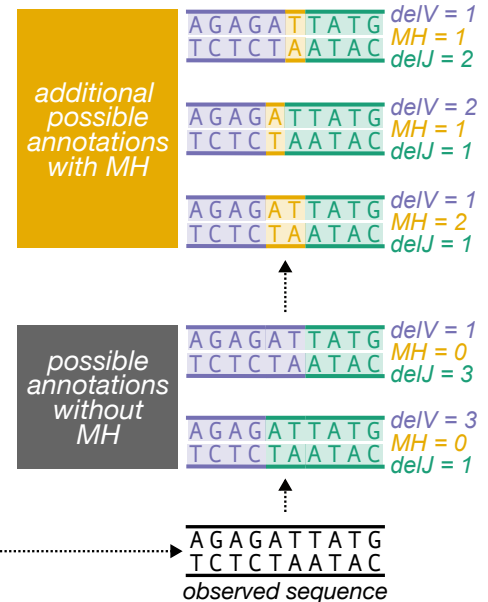 AGAGATTATG
TCTCTAATAC
delV = 1
MH = 1
delJ = 2
additional
possible
annotations
with MH
AGAGATTATG
TCTCTAATAC
delV = 2
MH = 1
delJ = 1
AGAGATTATG
TCTCTAATAC
delV = 1
MH = 2
delJ = 1
possible
annotations
without
MH
AGAGATTATG
TCTCTAATAC
delV = 1
MH = 0
delJ = 3
AGAGATTATG
TCTCTAATAC
delV = 3
MH = 0
delJ = 1
AGAGATTATG
TCTCTAATAC
observed sequence